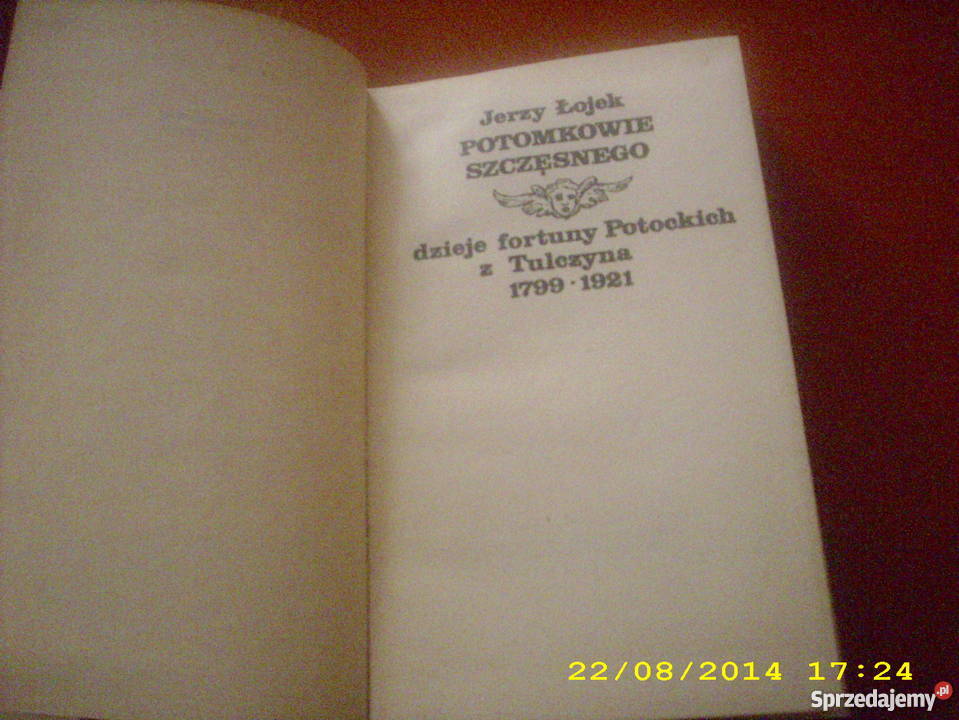 Jerzy Łojek
POTOMKOWIE
SZCZĘSNEGO
dzieje fortuny Potockich
z Tulczyna
1799 · 1921
22/08/2014 17:24
Sprzedajemy.pl